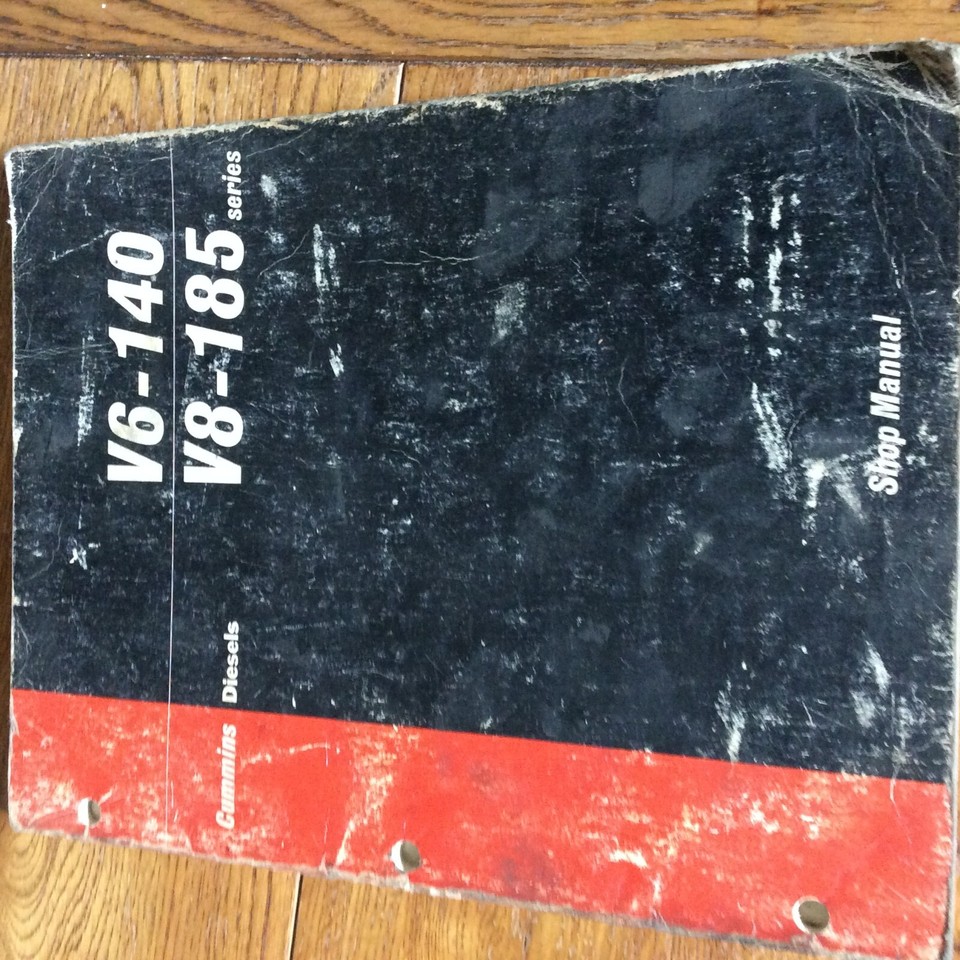 V6-140
Cummins Diesels V8-185 series
Shop Manual